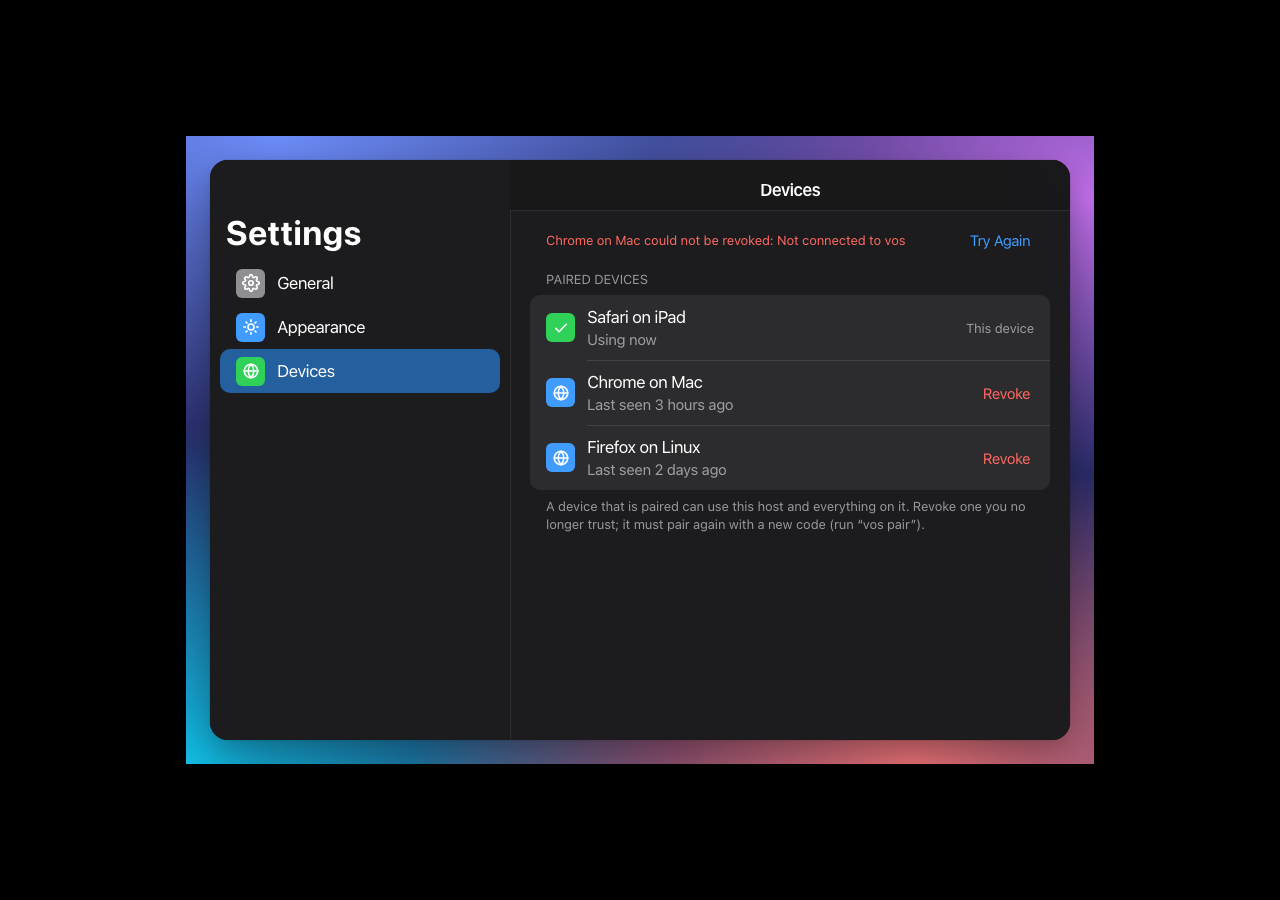 Settings
General
Appearance
Devices
Devices
Chrome on Mac could not be revoked: Not connected to vos
Try Again
PAIRED DEVICES
Safari on iPad
Using now
This device
Chrome on Mac
Last seen 3 hours ago
Revoke
Firefox on Linux
Last seen 2 days ago
Revoke
A device that is paired can use this host and everything on it. Revoke one you no
longer trust; it must pair again with a new code (run “vos pair”).